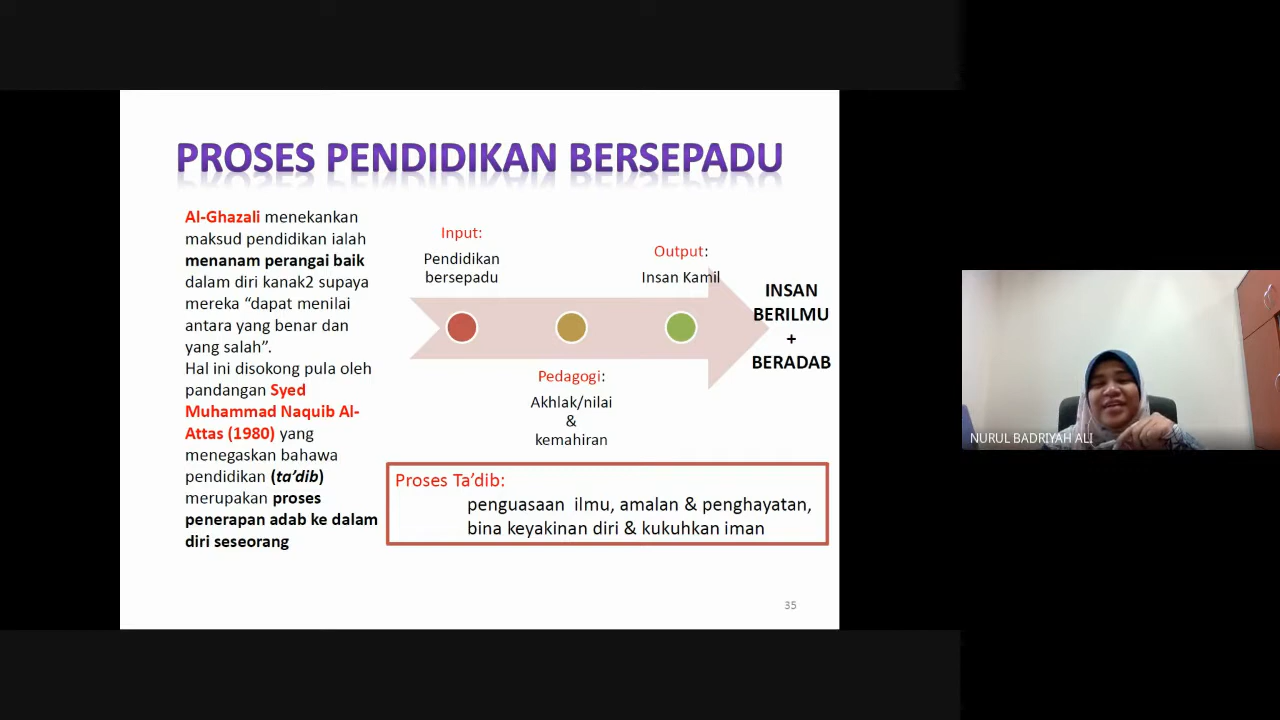 PROSES PENDIDIKAN BERSEPADU
Al-Ghazali menekankan
maksud pendidikan ialah
menanam perangai baik
dalam diri kanak2 supaya
mereka “dapat menilai
antara yang benar dan
yang salah”.
Hal ini disokong pula oleh
pandangan Syed
Muhammad Naquib Al-
Attas (1980) yang
menegaskan bahawa
pendidikan (ta’dib)
merupakan proses
penerapan adab ke dalam
diri seseorang
Input:
Pendidikan
bersepadu
Output:
Insan Kamil
INSAN
BERILMU
+
BERADAB
Pedagogi:
Akhlak/nilai
&
kemahiran
Proses Ta’dib:
penguasaan ilmu, amalan & penghayatan,
bina keyakinan diri & kukuhkan iman
35
NURUL BADRIYAH ALI